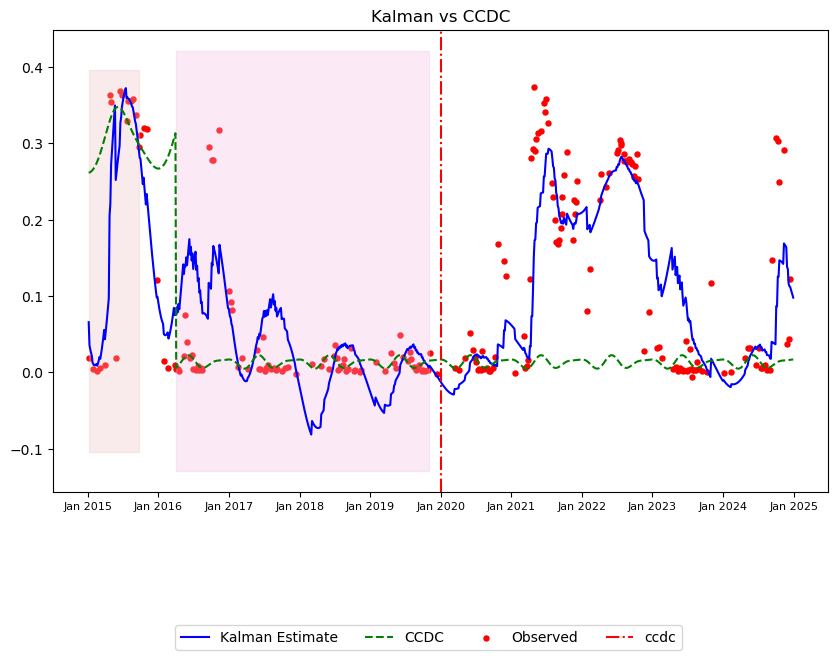 Kalman vs CCDC
0.4
0.3
0.2
0.1
0.0
−0.1
Jan 2015 Jan 2016 Jan 2017 Jan 2018 Jan 2019 Jan 2020 Jan 2021 Jan 2022 Jan 2023 Jan 2024 Jan 2025
Kalman Estimate CCDC Observed ccdc